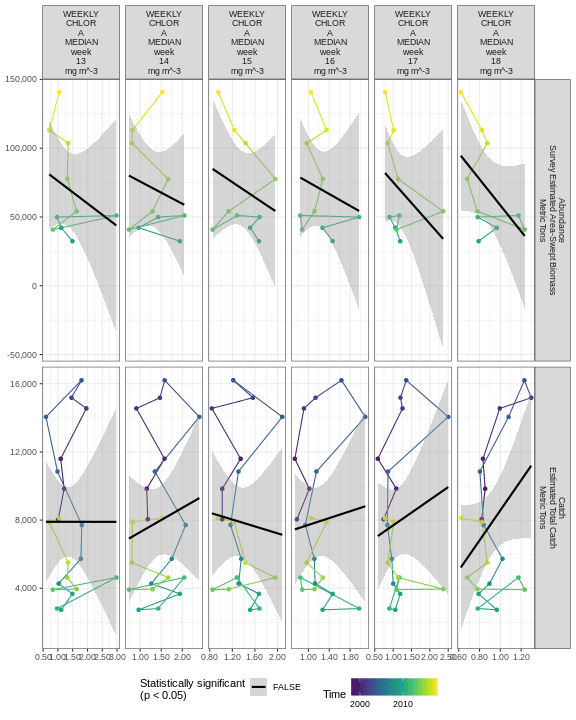 WEEKLY
CHLOR
A
MEDIAN
week
13
mg m^-3
WEEKLY
CHLOR
A
MEDIAN
week
14
mg m^-3
WEEKLY
CHLOR
A
MEDIAN
week
15
mg m^-3
WEEKLY
CHLOR
A
MEDIAN
week
16
mg m^-3
WEEKLY
CHLOR
A
MEDIAN
week
17
mg m^-3
WEEKLY
CHLOR
A
MEDIAN
week
18
mg m^-3
150,000
100,000
50,000
0
-50,000
Abundance
Survey Estimated Area-Swept Biomass
Metric Tons
16,000
12,000
8,000
4,000
Catch
Estimated Total Catch
Metric Tons
0.50 1.00 1.50 2.00 2.50 3.00
1.00 1.50 2.00
0.80 1.20 1.60 2.00
1.00 1.40 1.80
0.50 1.00 1.50 2.00 2.50
0.60 0.80 1.00 1.20
Statistically significant
(p < 0.05)
FALSE
Time
2000 2010